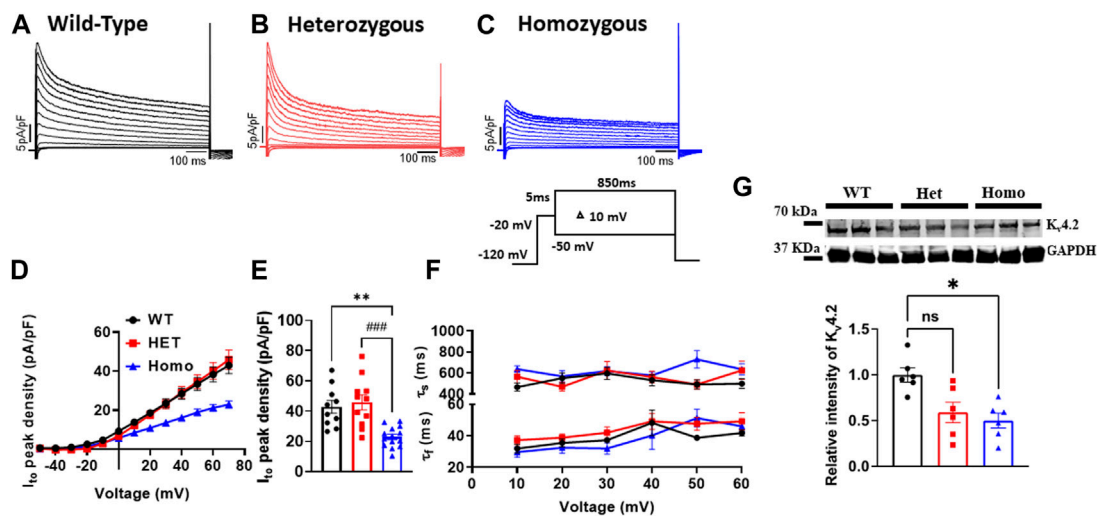 A Wild-Type
B Heterozygous
C Homozygous
5pA/pF
100 ms
5pA/pF
100 ms
5pA/pF
100 ms
850ms
5ms
-20 mV
Δ 10 mV
-50 mV
-120 mV
G
WT Het Homo
70 kDa
Kv4.2
37 KDa
GAPDH
D
Ito peak density (pA/pF)
60
40
20
WT
HET
Homo
-40 -20 20 40 60
Voltage (mV)
E
Ito peak density (pA/pF)
100
80
60
40
20
0
**
###
F
τs (ms)
1000
800
600
400
τf (ms)
60
40
20
0 10 20 30 40 50 60
Voltage (mV)
Relative intensity of Kv4.2
1.5
1.0
0.5
0.0
ns
*